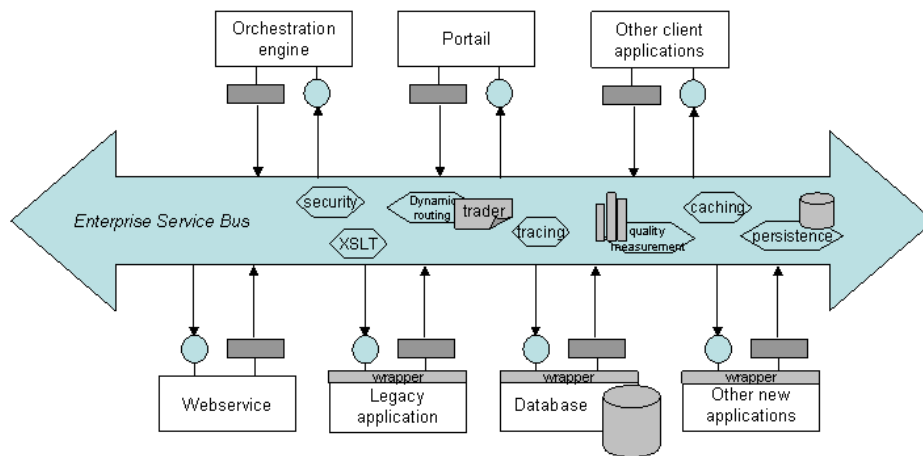 Orchestration
engine
Portail
Other client
applications
Enterprise Service Bus
security
XSLT
Dynamic
routing
trader
tracing
quality
measurement
caching
persistence
Webservice
wrapper
Legacy
application
wrapper
Database
wrapper
Other new
applications